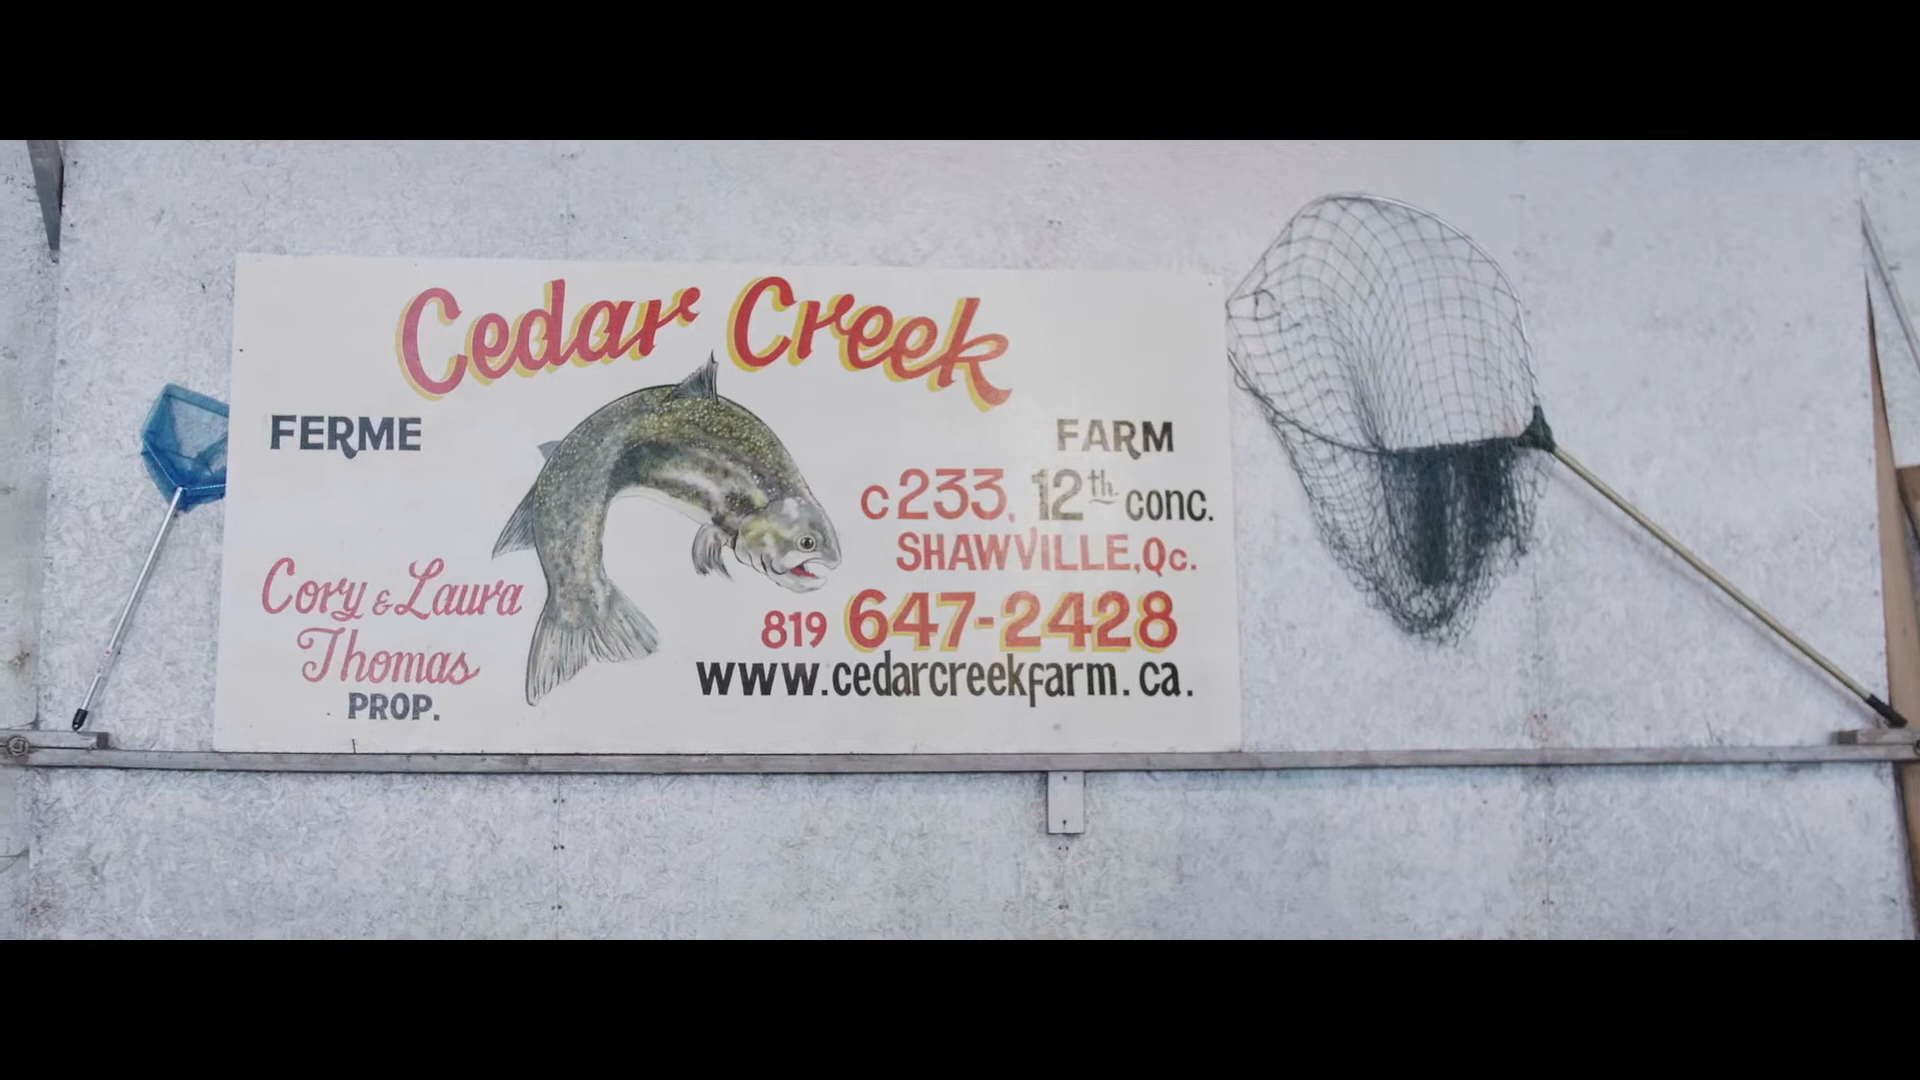 Cedar Creek
FERME
FARM
C233, 12th conc.
SHAWVILLE, Qc.
Cory & Laura
Thomas
PROP.
819 647-2428
www.cedarcreekfarm.ca.